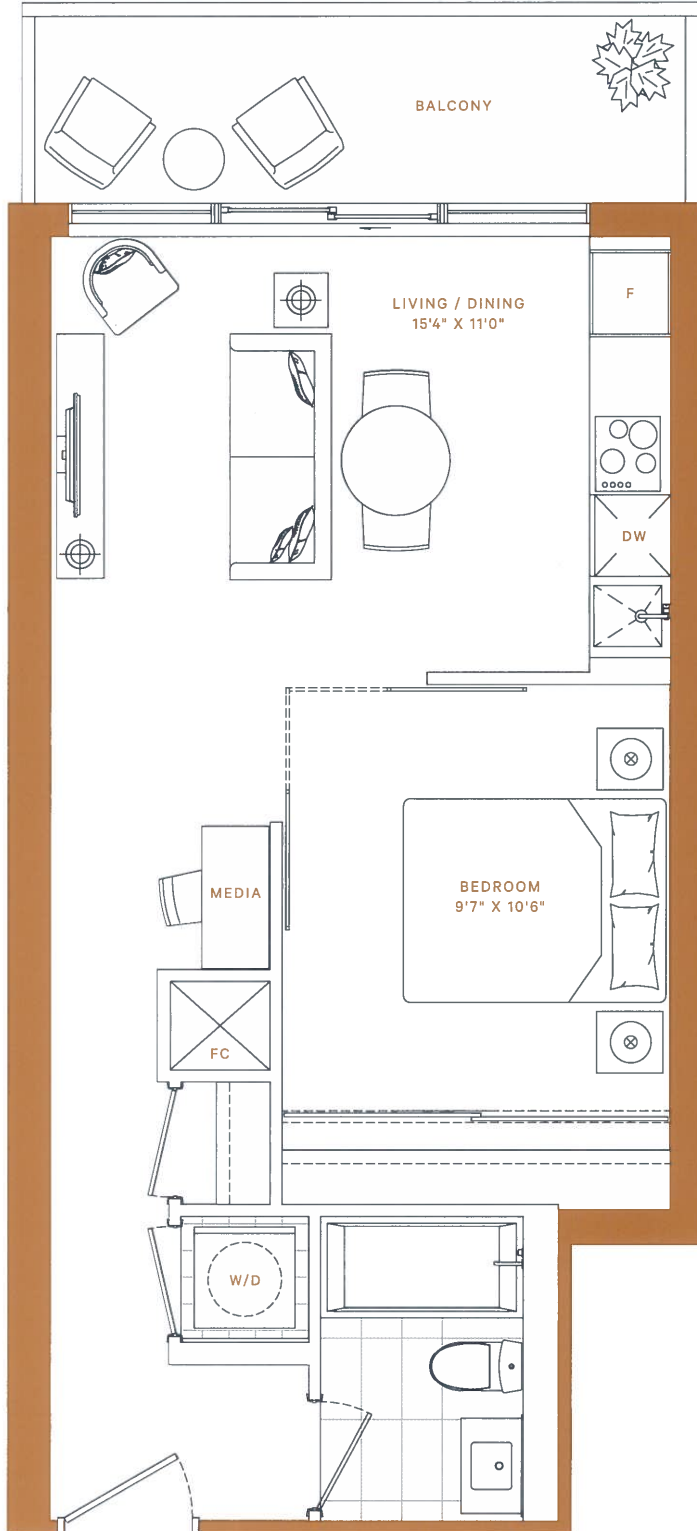 BALCONY
LIVING / DINING
15'4" X 11'0"
F
DW
MEDIA
BEDROOM
9'7" X 10'6"
FC
W/D